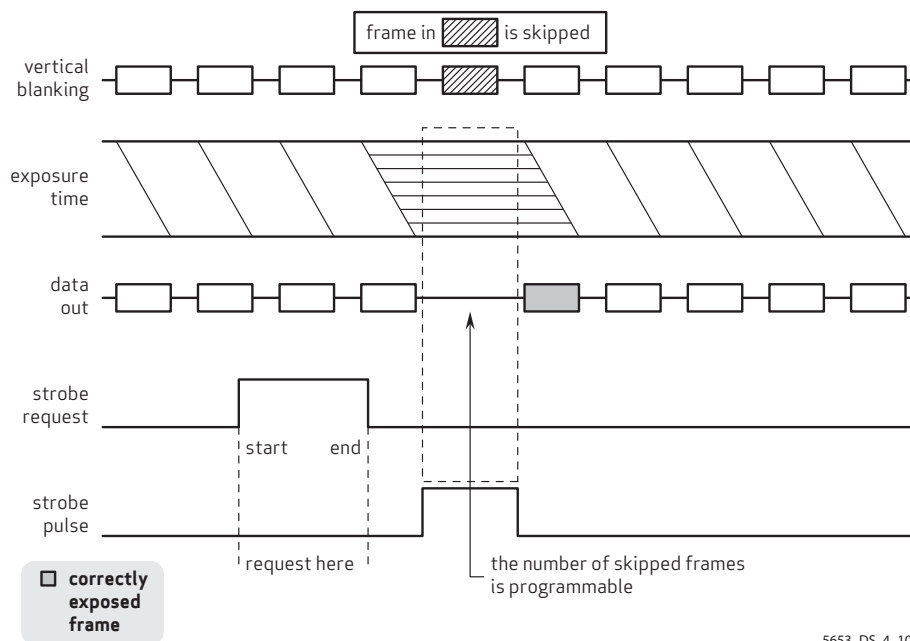 frame in is skipped
vertical
blanking
exposure
time
data
out
strobe
request
start end
strobe
pulse
request here
the number of skipped frames
is programmable
correctly
exposed
frame
5653_DS_4_10